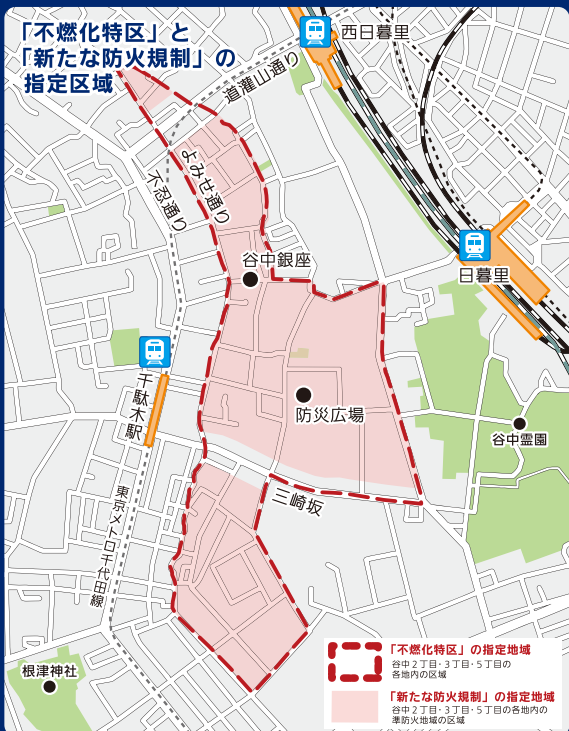 「不燃化特区」と
「新たな防火規制」の
指定区域
西日暮里
道灌山通り
よみせ通り
不忍通り
谷中銀座
日暮里
千駄木駅
防災広場
谷中霊園
三崎坂
東京メトロ千代田線
根津神社
「不燃化特区」の指定地域
谷中2丁目・3丁目・5丁目の
各地内の区域
「新たな防火規制」の指定地域
谷中2丁目・3丁目・5丁目の各地内の
準防火地域の区域